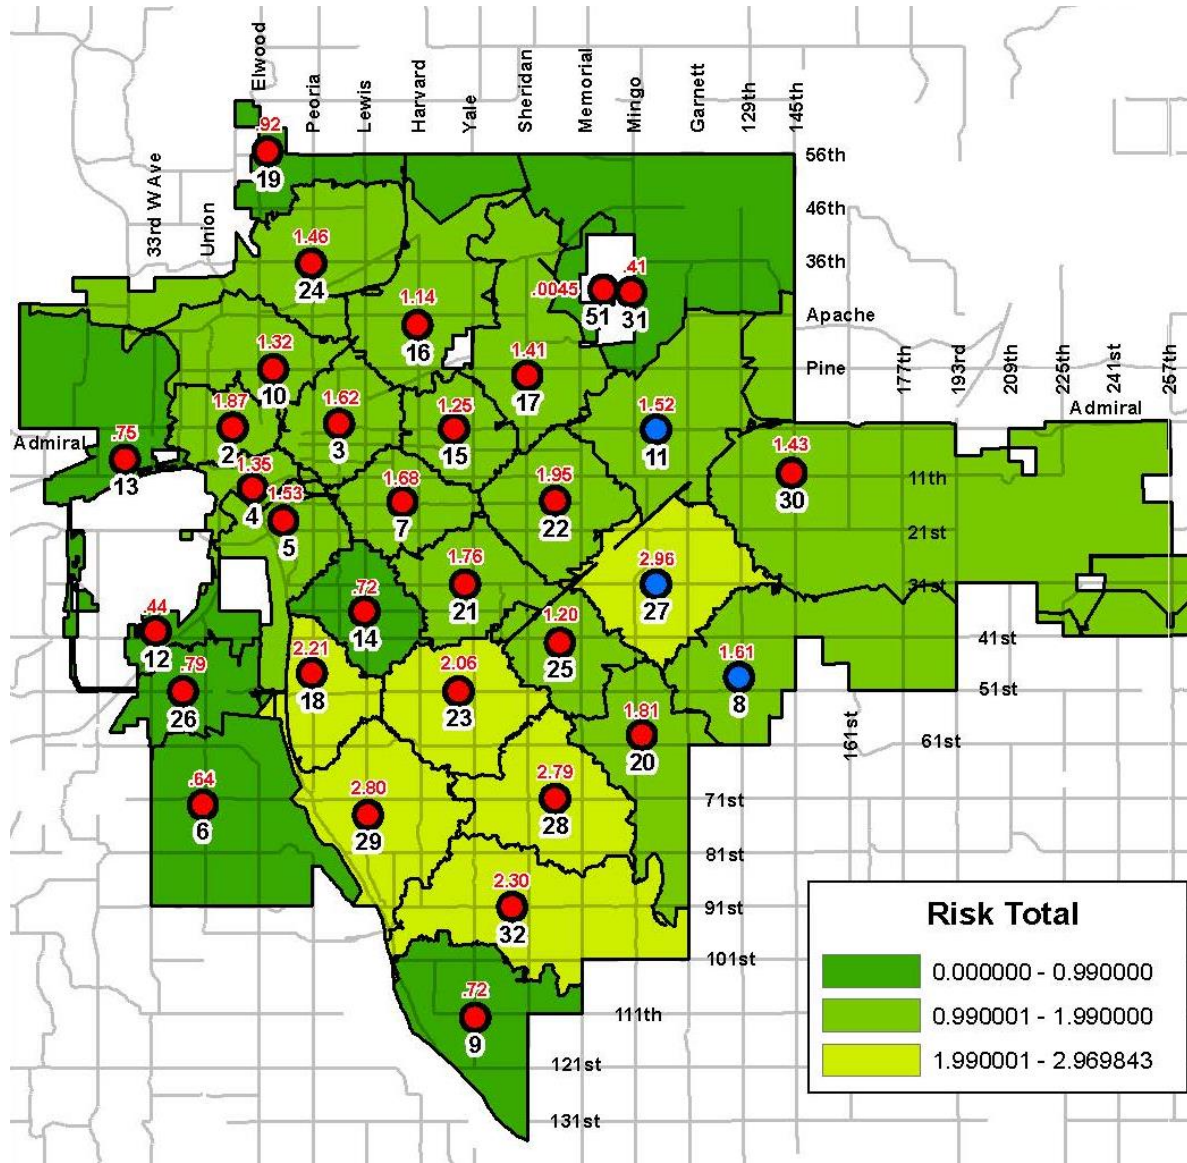 Elwood
Peoria
Lewis
Harvard
Yale
Sheridan
Memorial
Mingo
Garnett
129th
145th
33rd W Ave
Union
56th
46th
36th
Apache
Pine
177th
193rd
209th
225th
241st
257th
Admiral
Admiral
11th
21st
31st
41st
51st
161st
61st
71st
81st
91st
101st
111th
121st
131st
.92
19
1.46
24
1.14
16
.0045
51
.41
31
1.32
10
1.41
17
1.87
2
1.62
3
1.25
15
1.52
11
1.43
30
.75
13
1.35
4
1.53
5
1.68
7
1.95
22
1.76
21
2.96
27
.72
14
.44
12
1.20
25
1.61
8
.79
26
2.21
18
2.06
23
1.81
20
.64
6
2.80
29
2.79
28
2.30
32
.72
9
Risk Total
0.000000 - 0.990000
0.990001 - 1.990000
1.990001 - 2.969843